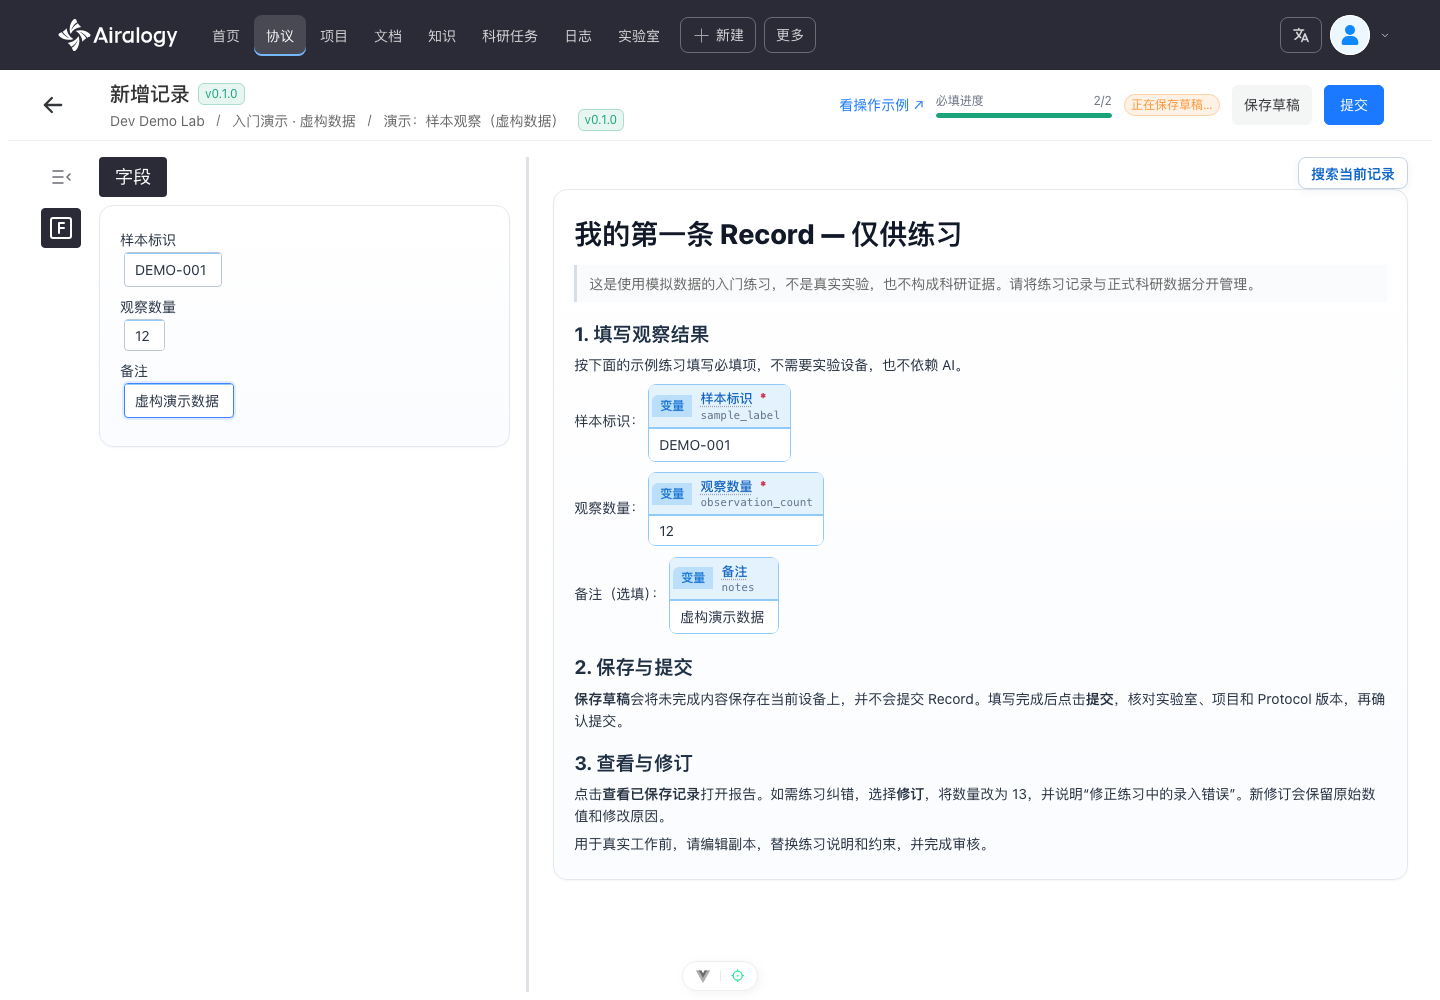 Airalogy
首页
协议
项目
文档
知识
科研任务
日志
实验室
新建
更多
新增记录 v0.1.0
Dev Demo Lab / 入门演示 · 虚构数据 / 演示：样本观察（虚构数据） v0.1.0
看操作示例
必填进度 2/2
正在保存草稿...
保存草稿
提交
字段
F
样本标识
DEMO-001
观察数量
12
备注
虚构演示数据
搜索当前记录
我的第一条 Record — 仅供练习
这是使用模拟数据的入门练习，不是真实实验，也不构成科研证据。请将练习记录与正式科研数据分开管理。
1. 填写观察结果
按下面的示例练习填写必填项，不需要实验设备，也不依赖 AI。
样本标识：
变量 样本标识 *
sample_label
DEMO-001
观察数量：
变量 观察数量 *
observation_count
12
备注（选填）：
变量 备注
notes
虚构演示数据
2. 保存与提交
保存草稿会将未完成内容保存在当前设备上，并不会提交 Record。填写完成后点击提交，核对实验室、项目和 Protocol 版本，再确
认提交。
3. 查看与修订
点击查看已保存记录打开报告。如需练习纠错，选择修订，将数量改为 13，并说明“修正练习中的录入错误”。新修订会保留原始数
值和修改原因。
用于真实工作前，请编辑副本，替换练习说明和约束，并完成审核。